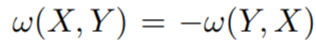 ω(X, Y) = −ω(Y, X)